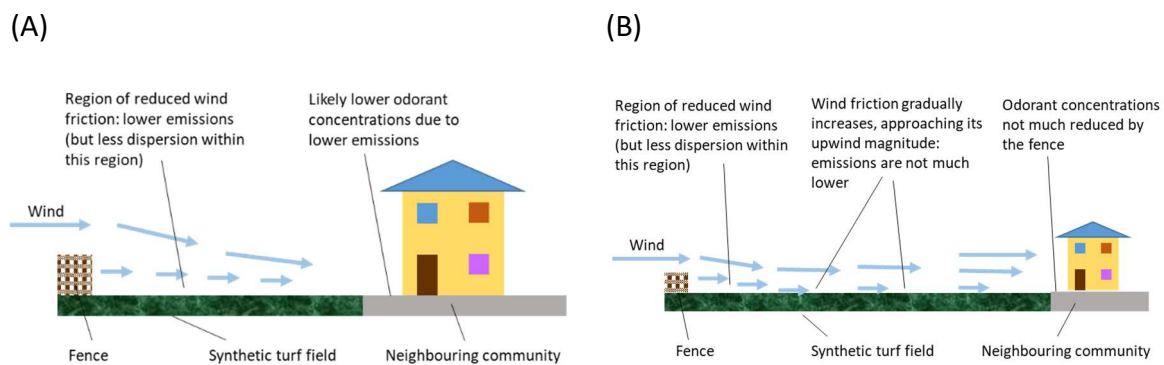 (A)
Region of reduced wind
friction: lower emissions
(but less dispersion within
this region)
Likely lower odorant
concentrations due to
lower emissions
Wind
Fence
Synthetic turf field
Neighbouring community
(B)
Region of reduced wind
friction: lower emissions
(but less dispersion within
this region)
Wind friction gradually
increases, approaching its
upwind magnitude:
emissions are not much
lower
Odorant concentrations
not much reduced by
the fence
Wind
Fence
Synthetic turf field
Neighbouring community